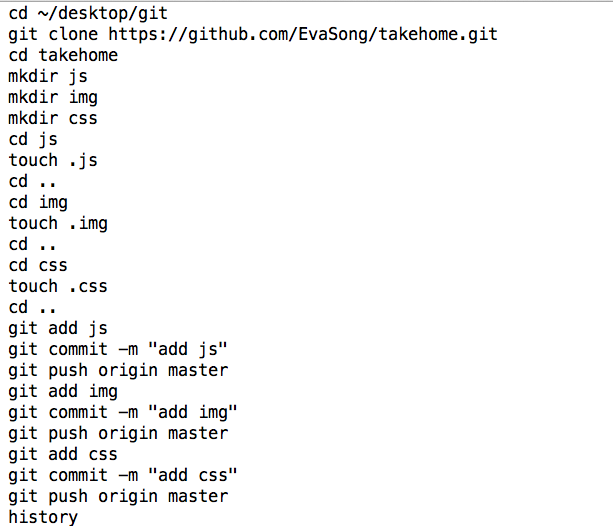 cd ~/desktop/git
git clone https://github.com/EvaSong/takehome.git
cd takehome
mkdir js
mkdir img
mkdir css
cd js
touch .js
cd ..
cd img
touch .img
cd ..
cd css
touch .css
cd ..
git add js
git commit -m "add js"
git push origin master
git add img
git commit -m "add img"
git push origin master
git add css
git commit -m "add css"
git push origin master
history